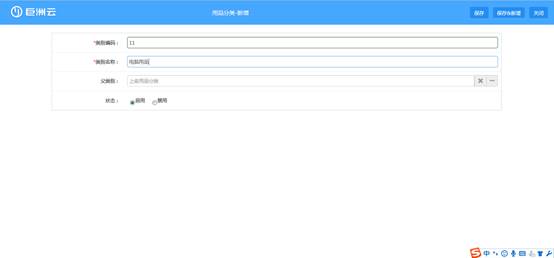 巨洲云
用品分类-新增
保存
保存&新增
关闭
*类别编码：
11
*类别名称：
电脑用品
父类别：
上级用品分类
状态：
启用
禁用
中